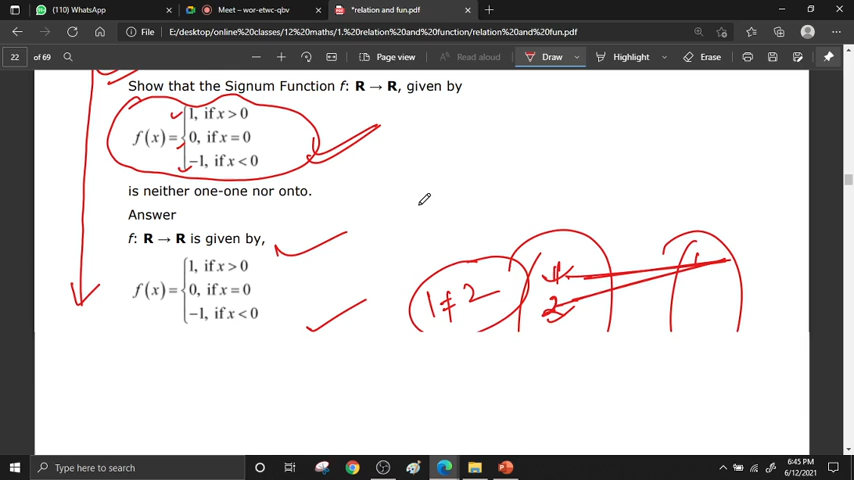 (110) WhatsApp
Meet – wor-etwc-qbv
*relation and fun.pdf
File
E:/desktop/online%20classes/12%20maths/1.%20relation%20and%20function/relation%20and%20fun.pdf
22 of 69
Page view
Read aloud
Draw
Highlight
Erase
Show that the Signum Function f: R → R, given by
f(x) = { 1, if x > 0
0, if x = 0
−1, if x < 0
is neither one-one nor onto.
Answer
f: R → R is given by,
f(x) = { 1, if x > 0
0, if x = 0
−1, if x < 0
1 ≠ 2
1
2
1
Type here to search
6:45 PM
6/12/2021